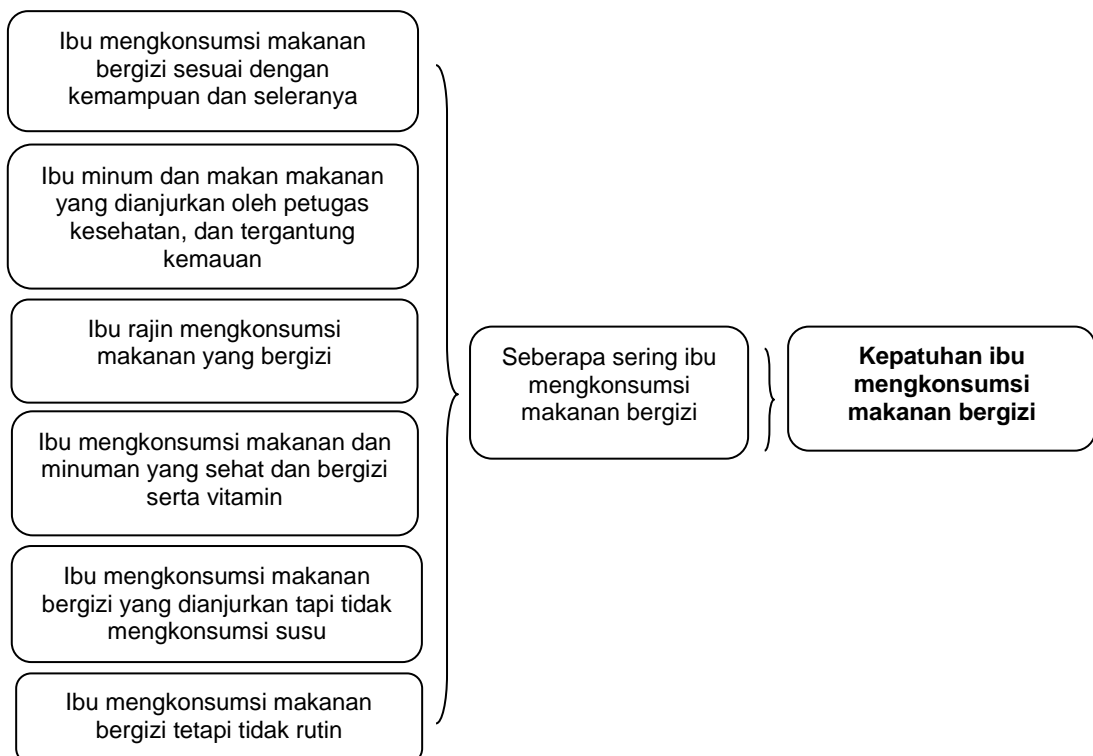 Ibu mengkonsumsi makanan
bergizi sesuai dengan
kemampuan dan seleranya
Ibu minum dan makan makanan
yang dianjurkan oleh petugas
kesehatan, dan tergantung
kemauan
Ibu rajin mengkonsumsi
makanan yang bergizi
Ibu mengkonsumsi makanan dan
minuman yang sehat dan bergizi
serta vitamin
Ibu mengkonsumsi makanan
bergizi yang dianjurkan tapi tidak
mengkonsumsi susu
Ibu mengkonsumsi makanan
bergizi tetapi tidak rutin
Seberapa sering ibu
mengkonsumsi
makanan bergizi
Kepatuhan ibu
mengkonsumsi
makanan bergizi